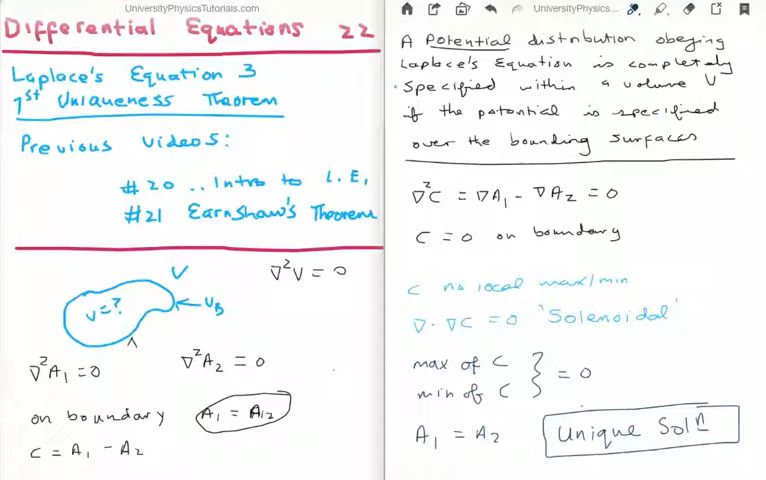 UniversityPhysicsTutorials.com
Differential Equations 22
Laplace's Equation 3
1st Uniqueness Theorem
Previous videos:
#20 .. Intro to L.E.
#21 Earnshaw's Theorem
V
∇²V = 0
V=?
V_B
∇²A₁ = 0
∇²A₂ = 0
on boundary A₁ = A₂
C = A₁ - A₂
UniversityPhysics...
A Potential distribution obeying
Laplace's Equation is completely
specified within a volume V
if the potential is specified
over the bounding surfaces
∇²C = ∇A₁ - ∇A₂ = 0
C = 0 on boundary
C no local max/min
∇·∇C = 0 'Solenoidal'
max of C
min of C } = 0
A₁ = A₂
Unique Solⁿ